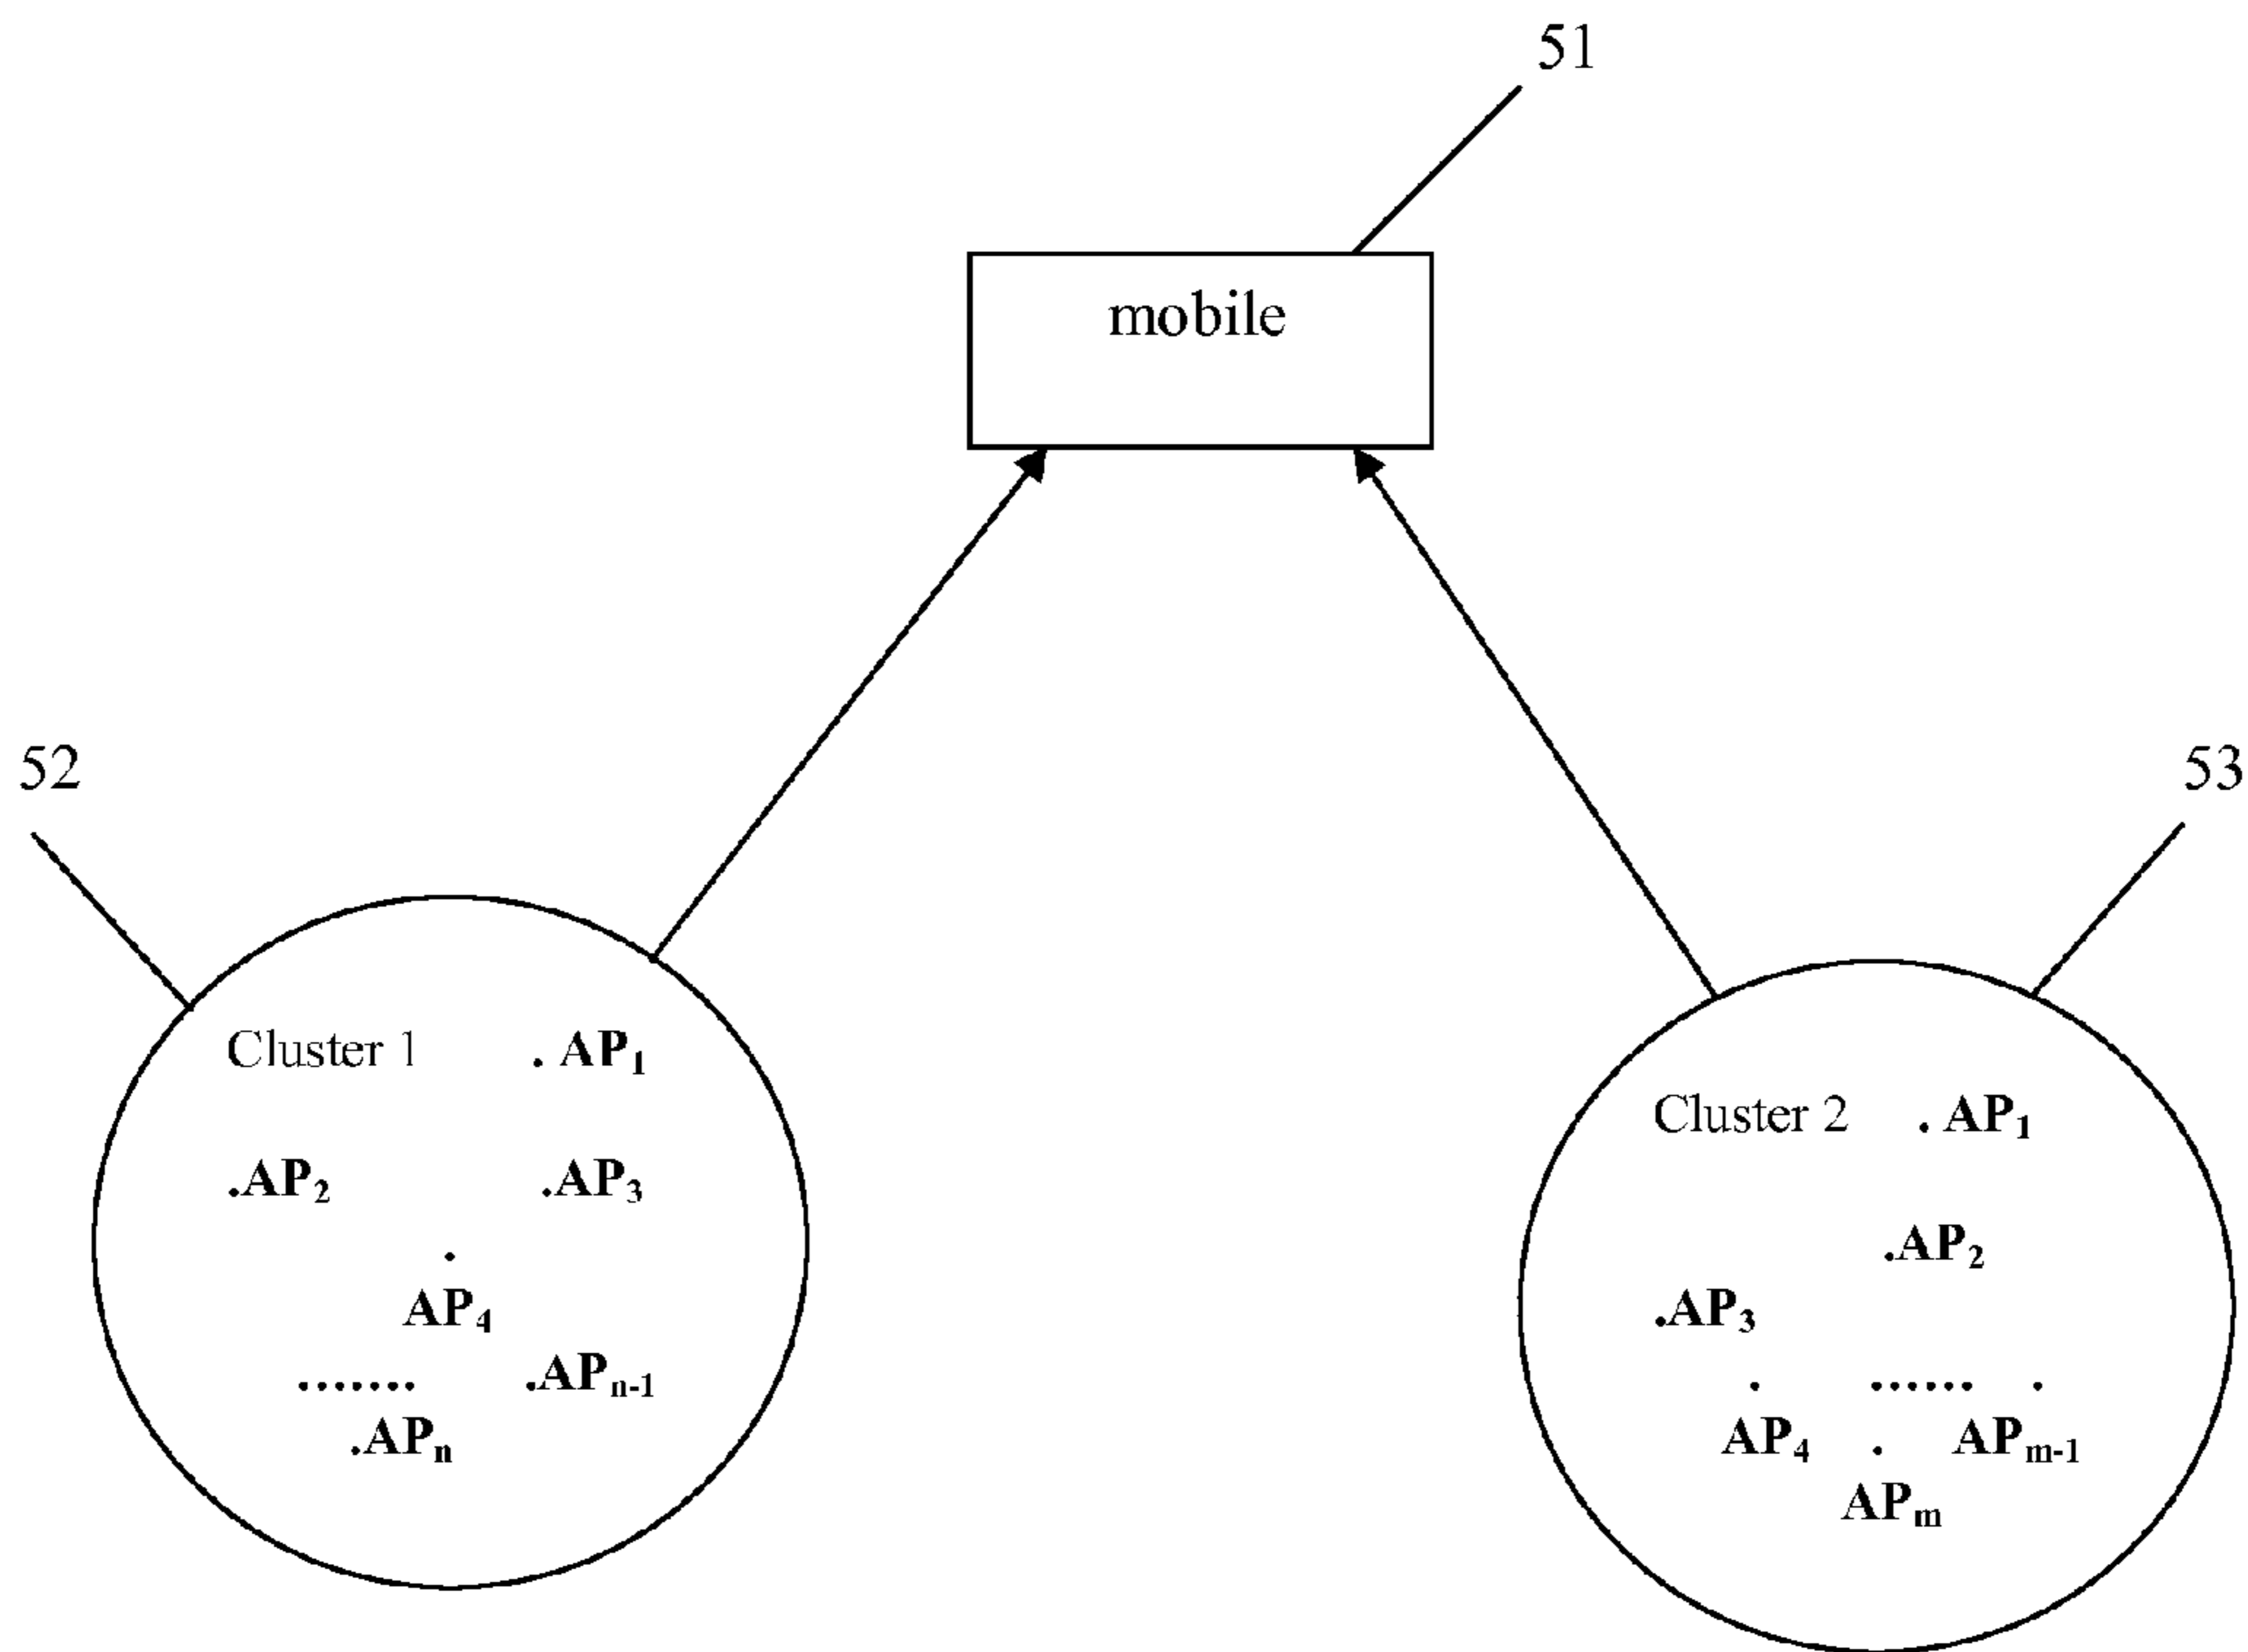 51
mobile
52
53
Cluster 1 . AP₁
.AP₂ .AP₃
.
AP₄
....... .APₙ₋₁
.APₙ
Cluster 2 . AP₁
.AP₂
.AP₃
. ...... .
AP₄ . APₘ₋₁
APₘ